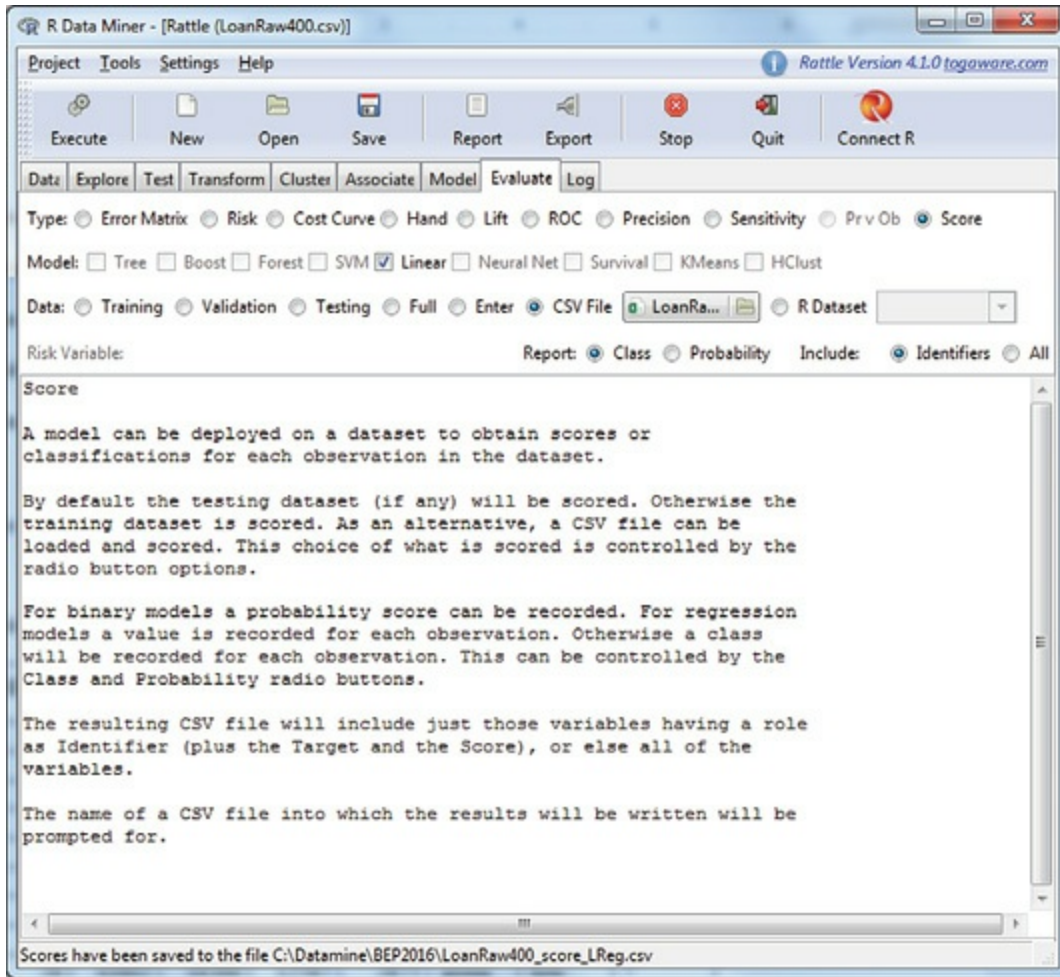 R Data Miner - [Rattle (LoanRaw400.csv)]
Project Tools Settings Help Rattle Version 4.1.0 togaware.com
Execute New Open Save Report Export Stop Quit Connect R
Data Explore Test Transform Cluster Associate Model Evaluate Log
Type: Error Matrix Risk Cost Curve Hand Lift ROC Precision Sensitivity Pr v Ob Score
Model: Tree Boost Forest SVM Linear Neural Net Survival KMeans HClust
Data: Training Validation Testing Full Enter CSV File LoanRa... R Dataset
Risk Variable: Report: Class Probability Include: Identifiers All
Score
A model can be deployed on a dataset to obtain scores or
classifications for each observation in the dataset.
By default the testing dataset (if any) will be scored. Otherwise the
training dataset is scored. As an alternative, a CSV file can be
loaded and scored. This choice of what is scored is controlled by the
radio button options.
For binary models a probability score can be recorded. For regression
models a value is recorded for each observation. Otherwise a class
will be recorded for each observation. This can be controlled by the
Class and Probability radio buttons.
The resulting CSV file will include just those variables having a role
as Identifier (plus the Target and the Score), or else all of the
variables.
The name of a CSV file into which the results will be written will be
prompted for.
Scores have been saved to the file C:\Datamine\BEP2016\LoanRaw400_score_LReg.csv